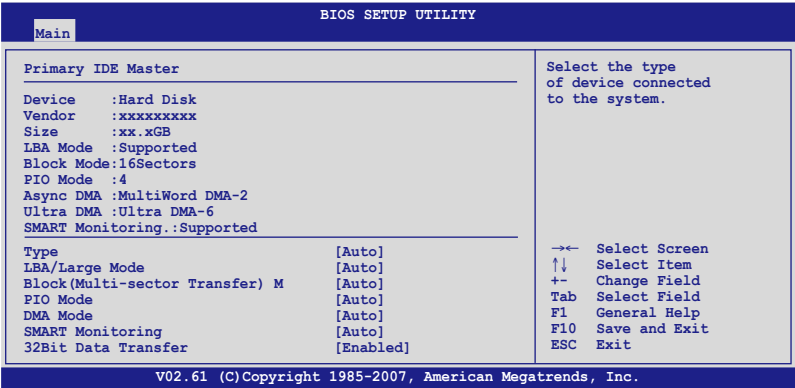 BIOS SETUP UTILITY
Main
Primary IDE Master
Device :Hard Disk
Vendor :xxxxxxxxx
Size :xx.xGB
LBA Mode :Supported
Block Mode:16Sectors
PIO Mode :4
Async DMA :MultiWord DMA-2
Ultra DMA :Ultra DMA-6
SMART Monitoring.:Supported
Type [Auto]
LBA/Large Mode [Auto]
Block(Multi-sector Transfer) M [Auto]
PIO Mode [Auto]
DMA Mode [Auto]
SMART Monitoring [Auto]
32Bit Data Transfer [Enabled]
Select the type
of device connected
to the system.
→← Select Screen
↑↓ Select Item
+- Change Field
Tab Select Field
F1 General Help
F10 Save and Exit
ESC Exit
V02.61 (C)Copyright 1985-2007, American Megatrends, Inc.